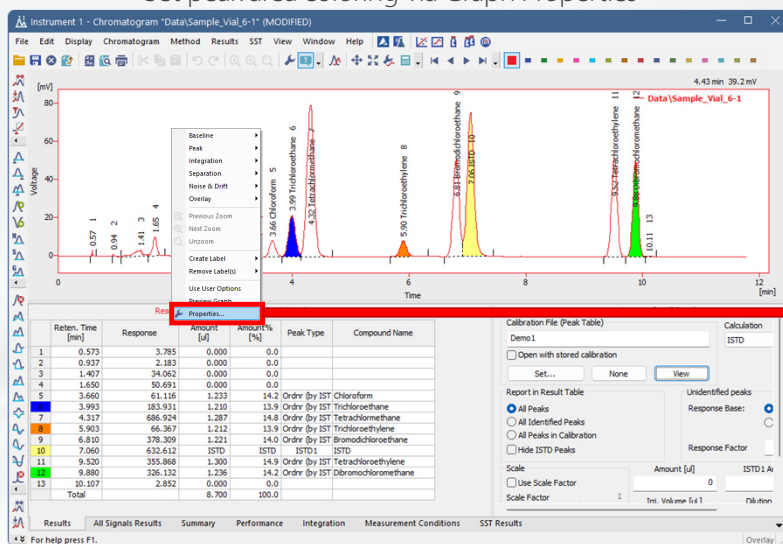 Set peak area coloring via Graph Properties
Instrument 1 - Chromatogram "Data\Sample_Vial_6-1" (MODIFIED)
File Edit Display Chromatogram Method Results SST View Window Help
4.43 min 39.2 mV
[mV]
Data\Sample_Vial_6-1
80
60
40
20
0
Voltage
0.57 1
0.94 2
1.41 3
1.65 4
3.66 Chloroform 5
3.99 Trichloroethane 6
4.32 Tetrachlormethane 7
5.90 Trichloroethylene 8
6.81 Bromodichloroethane 9
7.06 ISTD 10
9.52 Tetrachloroethylene 11
9.88 Dibromochloromethane 12
10.11 13
0 4 6 8 10 12
Time
[min]
Baseline
Peak
Integration
Separation
Noise & Drift
Overlay
Previous Zoom
Next Zoom
Unzoom
Create Label
Remove Label(s)
Use User Options
Preview Graph
Properties...
Reten. Time [min] Response Amount [ul] Amount% [%] Peak Type Compound Name
1 0.573 3.785 0.000 0.0
2 0.937 2.183 0.000 0.0
3 1.407 34.062 0.000 0.0
4 1.650 50.691 0.000 0.0
5 3.660 61.116 1.233 14.2 Ordnr (by IST Chloroform
3.993 183.931 1.210 13.9 Ordnr (by IST Trichloroethane
7 4.317 686.924 1.287 14.8 Ordnr (by IST Tetrachlormethane
8 5.903 66.367 1.212 13.9 Ordnr (by IST Trichloroethylene
9 6.810 378.309 1.221 14.0 Ordnr (by IST Bromodichloroethane
10 7.060 632.612 ISTD ISTD ISTD1 ISTD
11 9.520 355.868 1.300 14.9 Ordnr (by IST Tetrachloroethylene
12 9.880 326.132 1.236 14.2 Ordnr (by IST Dibromochloromethane
13 10.107 2.852 0.000 0.0
Total 8.700 100.0
Calibration File (Peak Table)
Demo1
Open with stored calibration
Set... None View
Calculation
ISTD
Report in Result Table
All Peaks
All Identified Peaks
All Peaks in Calibration
Hide ISTD Peaks
Unidentified peaks
Response Base:
Response Factor
Scale
Use Scale Factor
Scale Factor 1
Amount [ul]
0
Inj. Volume [uL]
ISTD1 A
Dilution
Results All Signals Results Summary Performance Integration Measurement Conditions SST Results
For help press F1.
Overlay